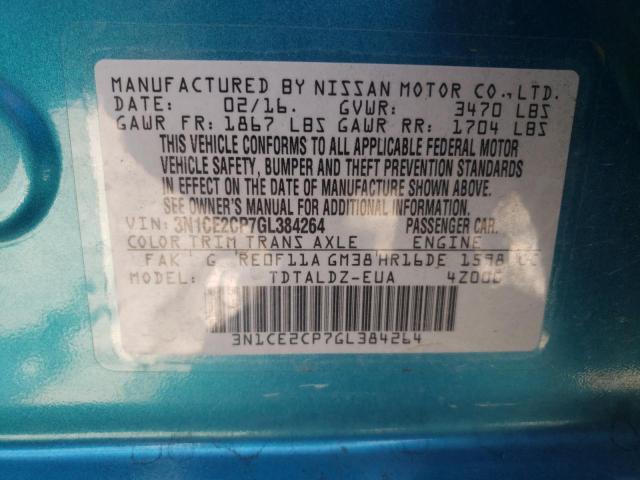 MANUFACTURED BY NISSAN MOTOR CO.,LTD.
DATE: 02/16. GVWR: 3470 LBS
GAWR FR: 1867 LBS GAWR RR: 1704 LBS
THIS VEHICLE CONFORMS TO ALL APPLICABLE FEDERAL MOTOR
VEHICLE SAFETY, BUMPER AND THEFT PREVENTION STANDARDS
IN EFFECT ON THE DATE OF MANUFACTURE SHOWN ABOVE.
SEE OWNER'S MANUAL FOR ADDITIONAL INFORMATION.
VIN: 3N1CE2CP7GL384264 PASSENGER CAR.
COLOR TRIM TRANS AXLE ENGINE
FAK G RE0F11A GM38 HR16DE 1598 CC
MODEL: TDTALDZ-EUA
3N1CE2CP7GL384264